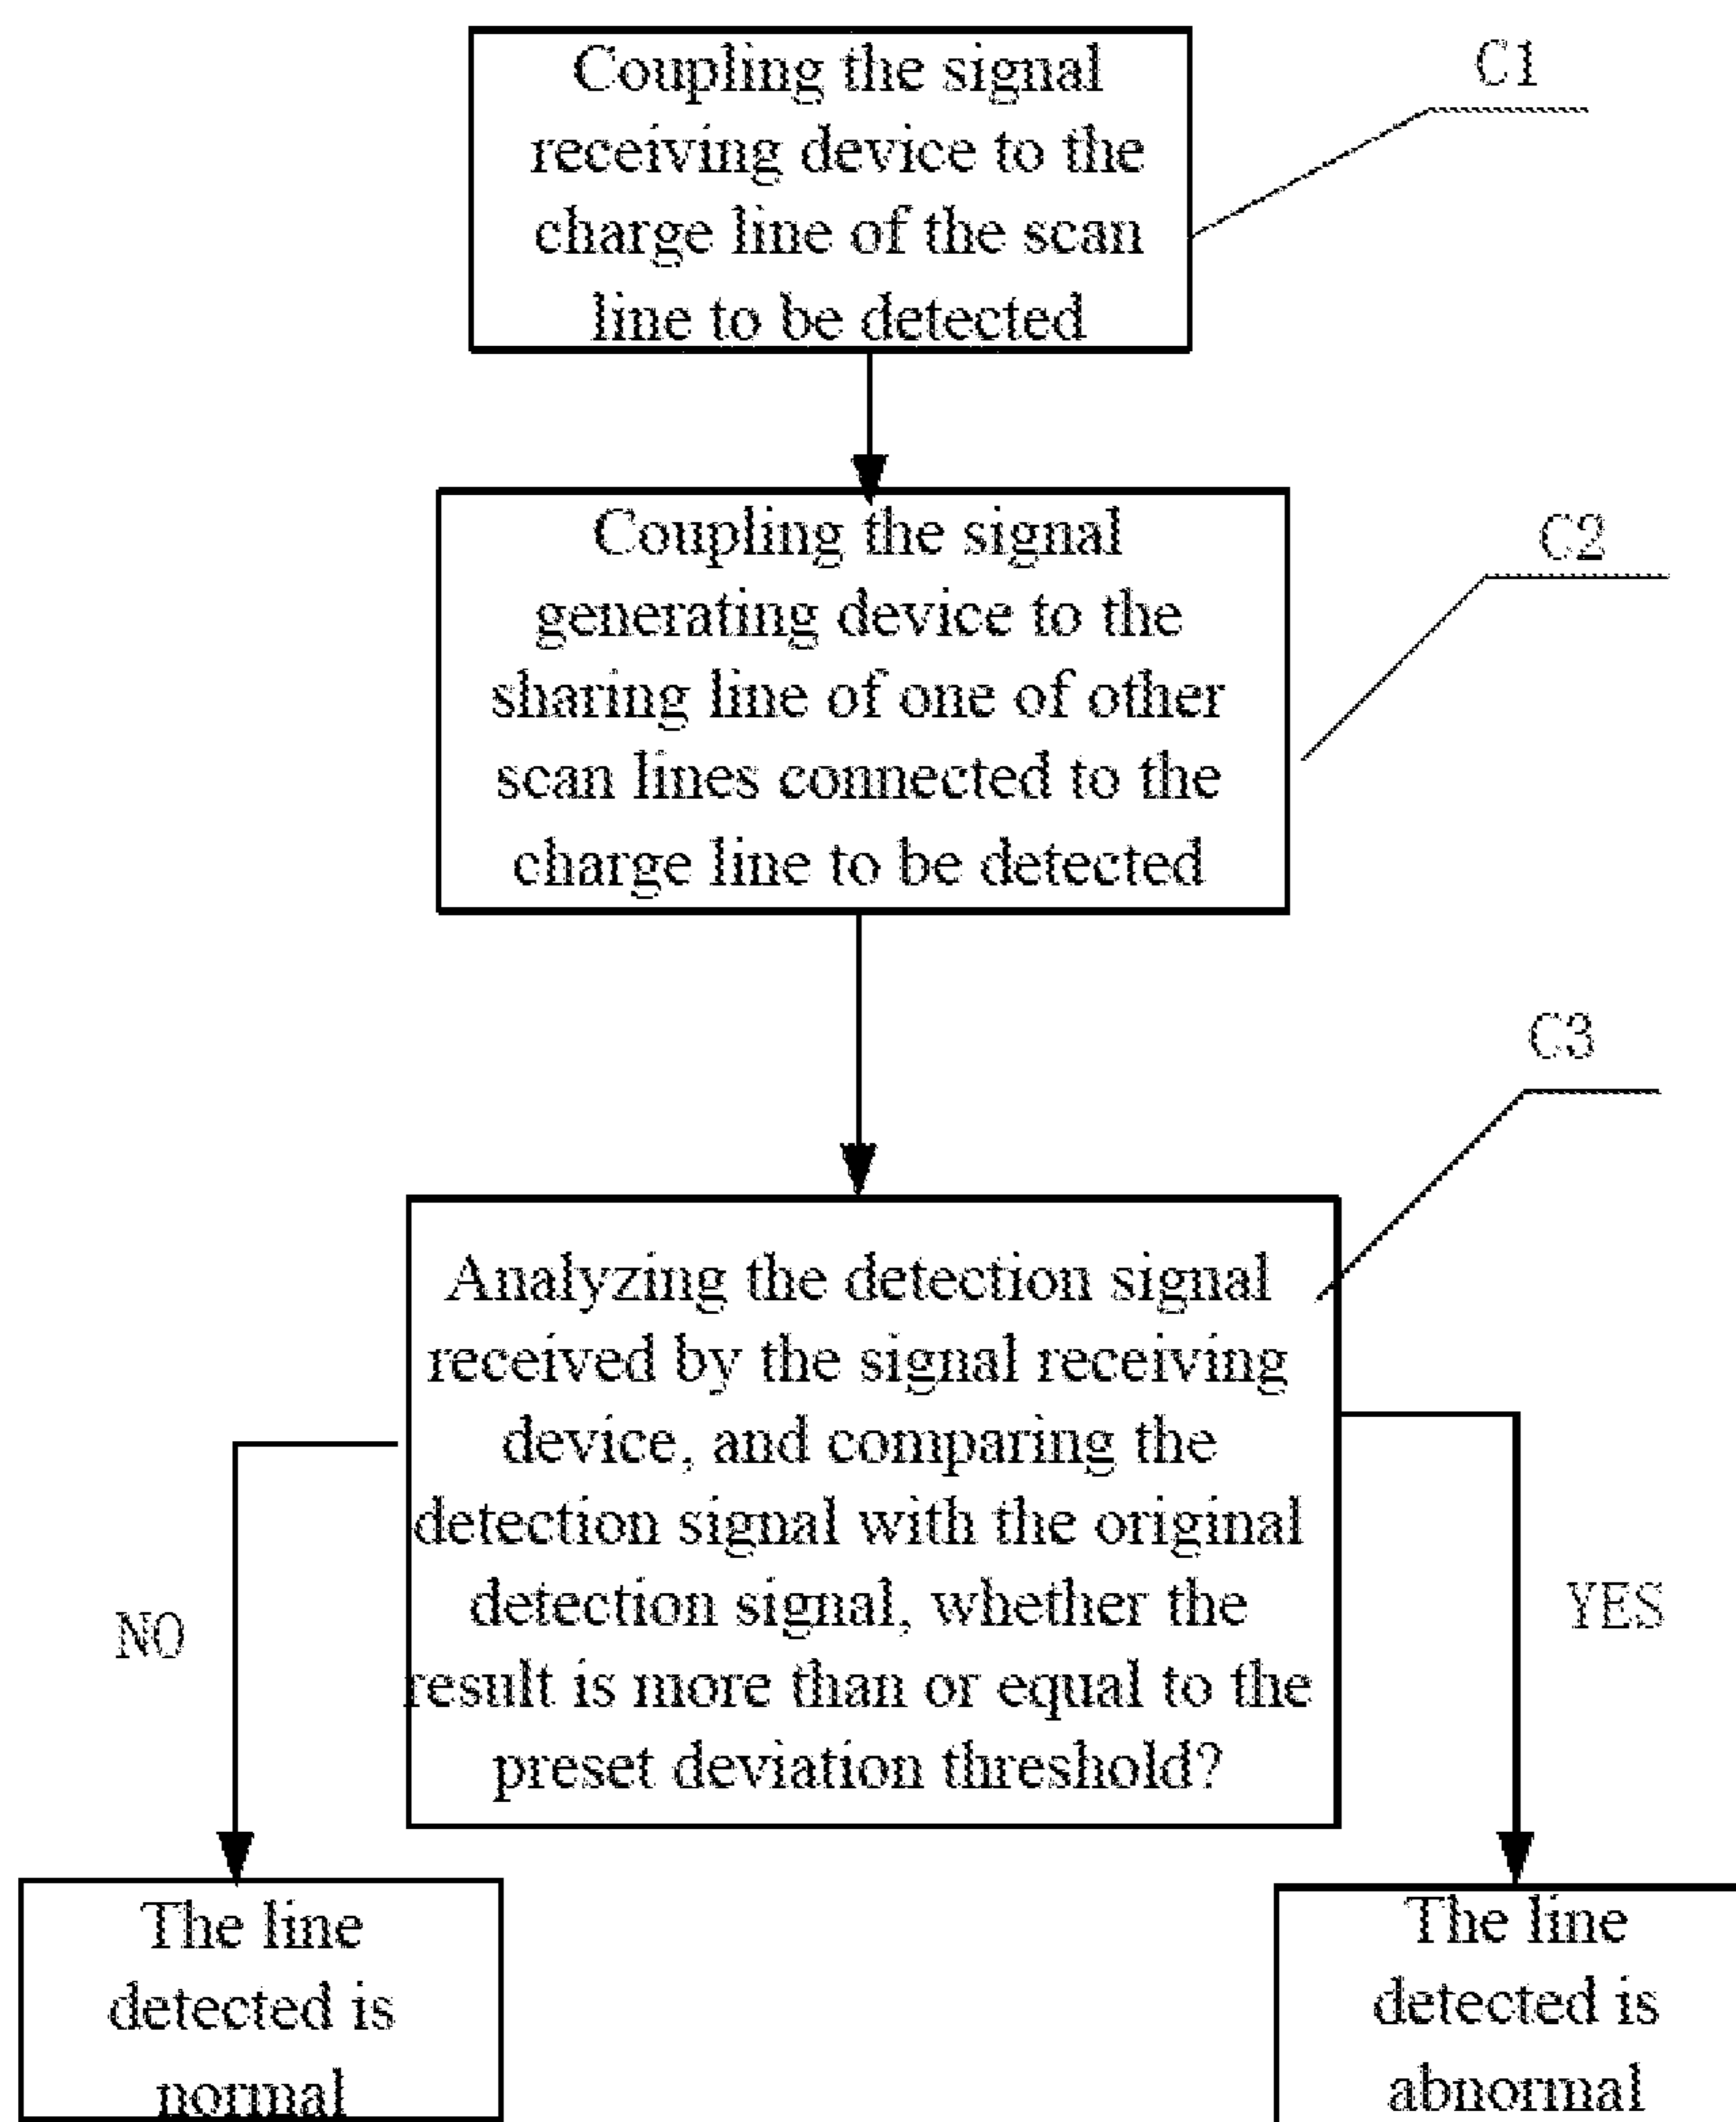 Coupling the signal
receiving device to the
charge line of the scan
line to be detected
C1
Coupling the signal
generating device to the
sharing line of one of other
scan lines connected to the
charge line to be detected
C2
Analyzing the detection signal
received by the signal receiving
device, and comparing the
detection signal with the original
detection signal, whether the
result is more than or equal to the
preset deviation threshold?
C3
NO
YES
The line
detected is
normal
The line
detected is
abnormal